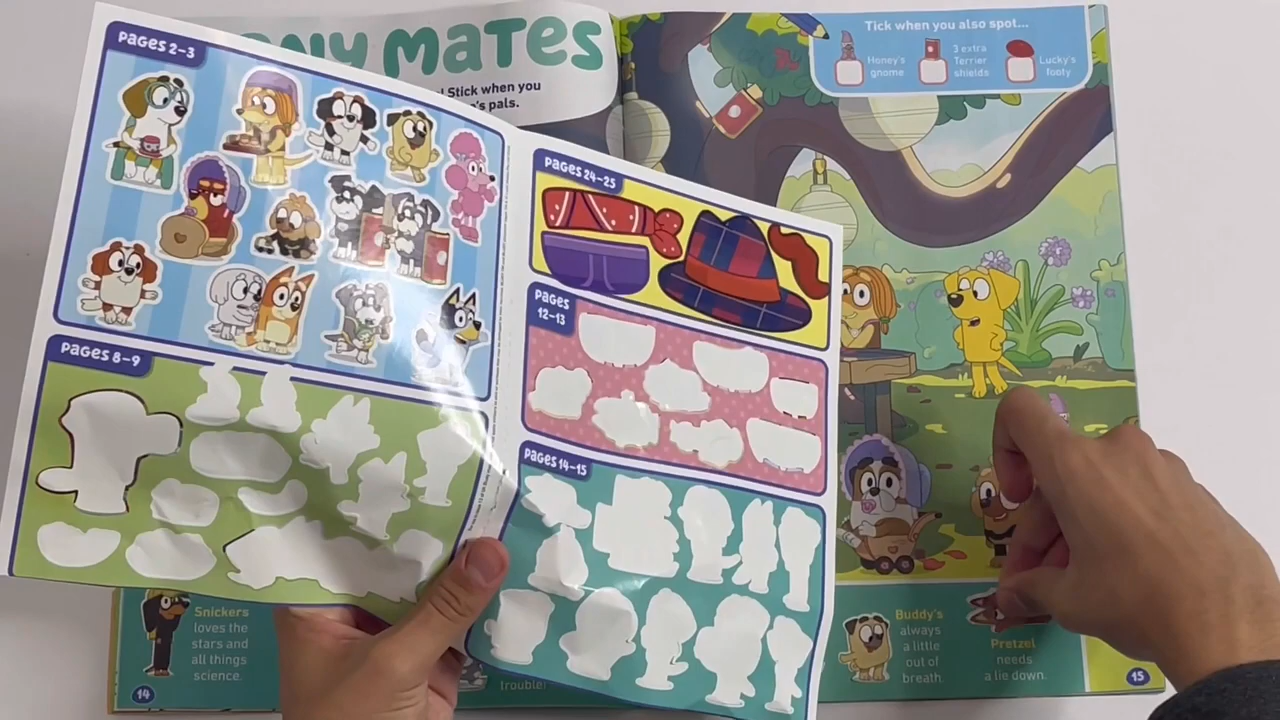 PAGES 2-3
PAGES 8-9
PAGES 24-25
PAGES
12-13
PAGES 14-15
MATES
Stick when you
pals.
Tick when you also spot...
Honey's
gnome
3 extra
Terrier
shields
Lucky's
footy
Snickers
loves the
stars and
all things
science.
14
trouble!
Buddy's
always
a little
out of
breath.
Pretzel
needs
a lie down.
15